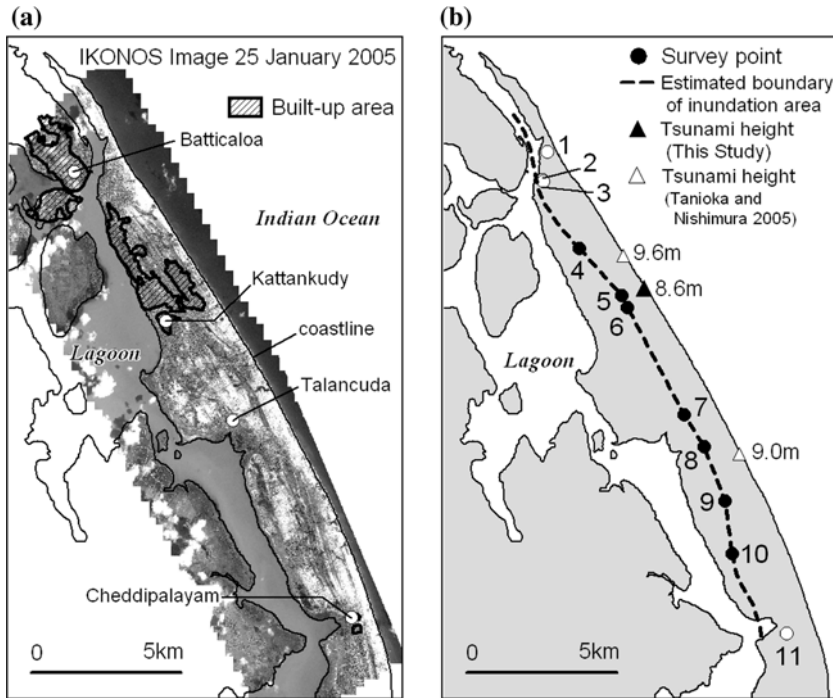 (a)
IKONOS Image 25 January 2005
Built-up area
Batticaloa
Indian Ocean
Kattankudy
coastline
Lagoon
Talancuda
Cheddipalayam
0 5km
(b)
Survey point
Estimated boundary
of inundation area
Tsunami height
(This Study)
Tsunami height
(Tanioka and
Nishimura 2005)
1
2
3
4
9.6m
8.6m
5
6
Lagoon
7
8
9.0m
9
10
11
0 5km